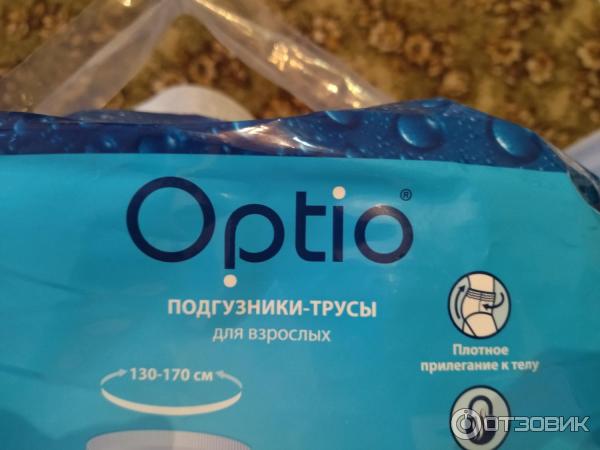 Optio®
ПОДГУЗНИКИ-ТРУСЫ
для взрослых
130-170 см
Плотное
прилегание к телу
ОТЗОВИК